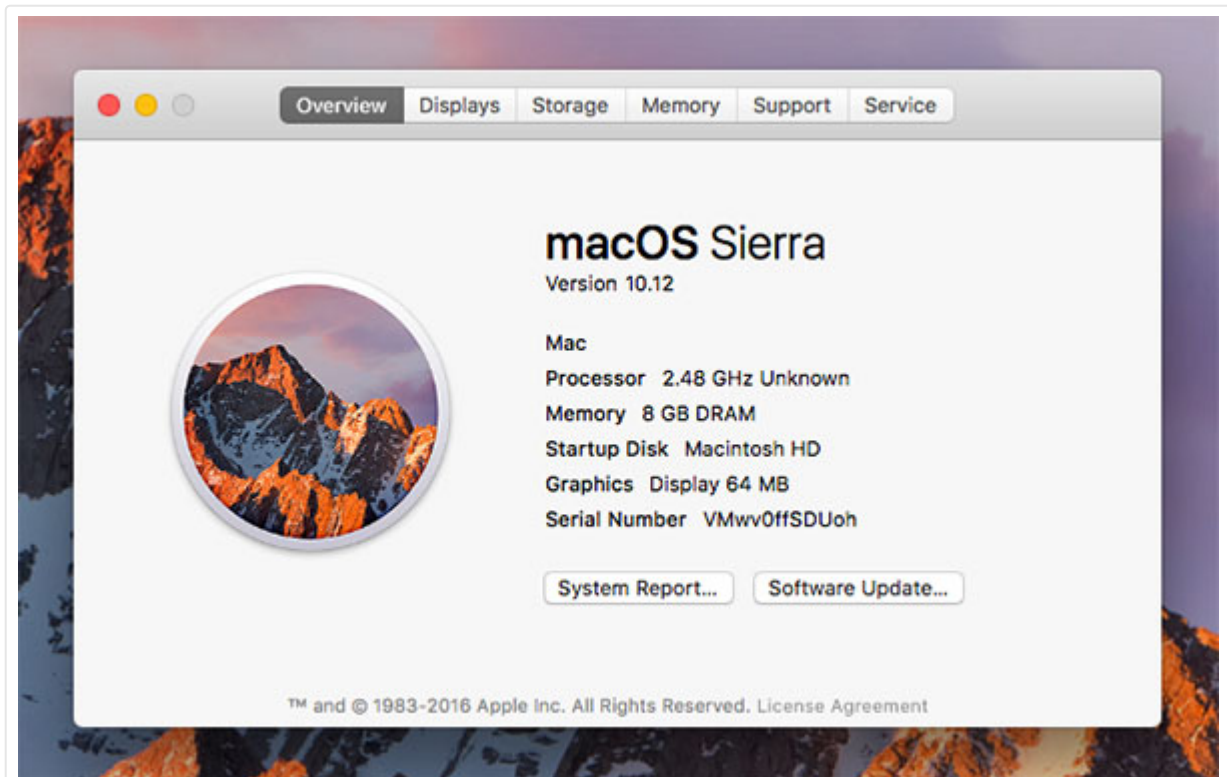 Overview Displays Storage Memory Support Service
macOS Sierra
Version 10.12
Mac
Processor 2.48 GHz Unknown
Memory 8 GB DRAM
Startup Disk Macintosh HD
Graphics Display 64 MB
Serial Number VMwv0ffSDUoh
System Report... Software Update...
™ and © 1983-2016 Apple Inc. All Rights Reserved. License Agreement